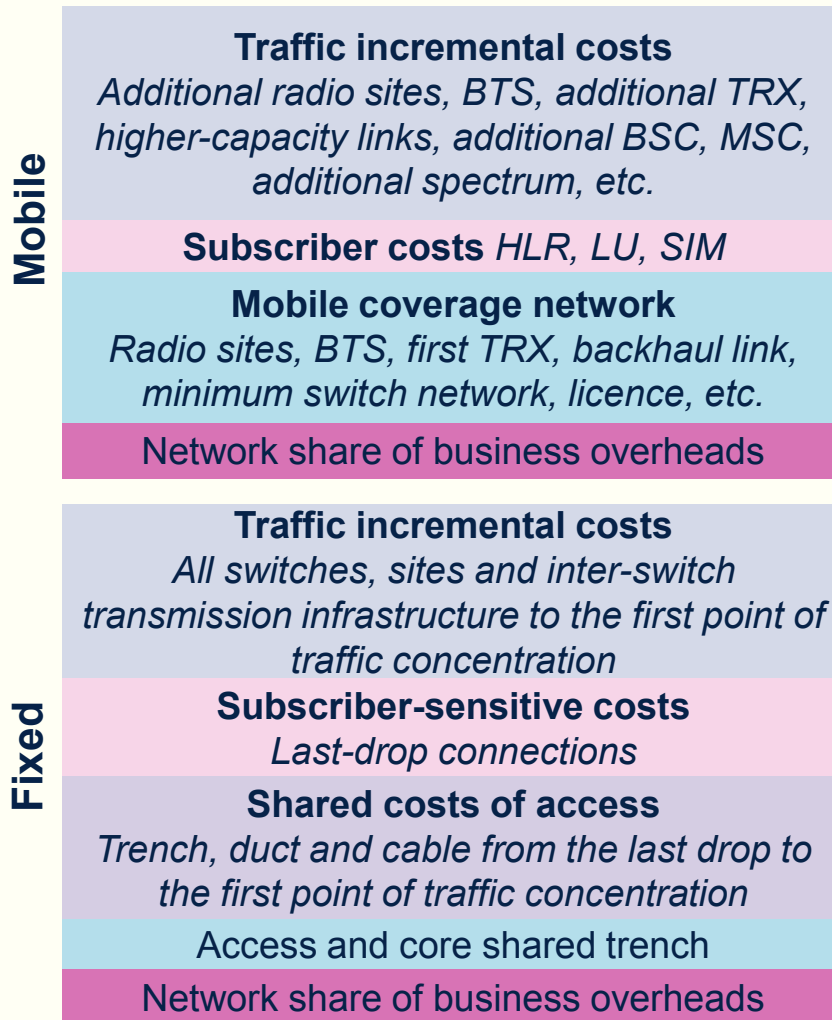 Mobile
Traffic incremental costs
Additional radio sites, BTS, additional TRX,
higher-capacity links, additional BSC, MSC,
additional spectrum, etc.
Subscriber costs HLR, LU, SIM
Mobile coverage network
Radio sites, BTS, first TRX, backhaul link,
minimum switch network, licence, etc.
Network share of business overheads
Fixed
Traffic incremental costs
All switches, sites and inter-switch
transmission infrastructure to the first point of
traffic concentration
Subscriber-sensitive costs
Last-drop connections
Shared costs of access
Trench, duct and cable from the last drop to
the first point of traffic concentration
Access and core shared trench
Network share of business overheads